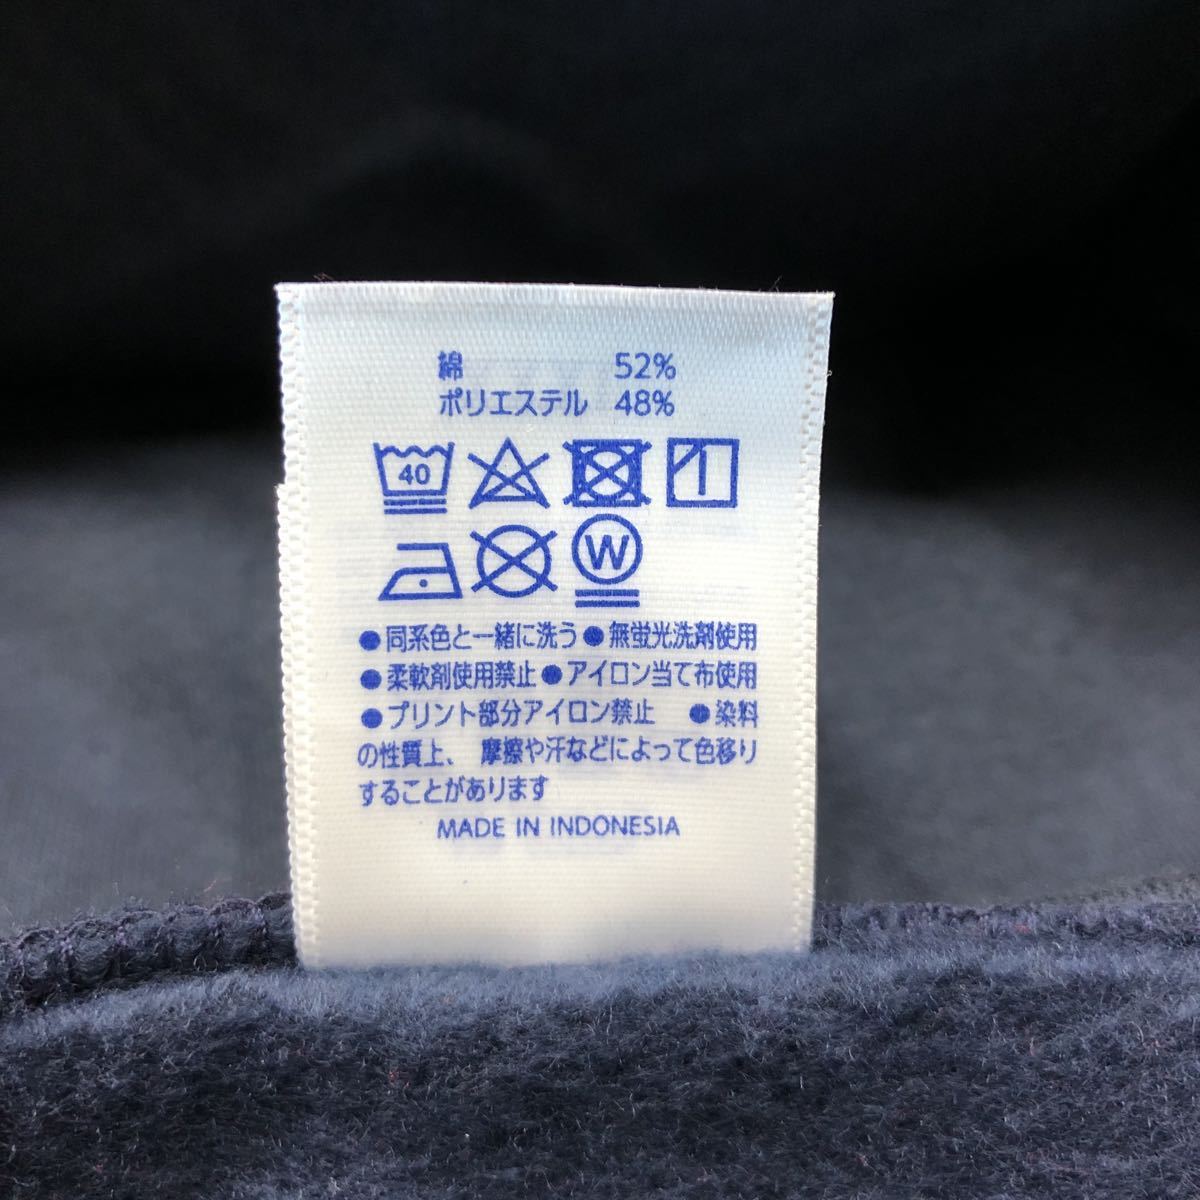 綿 52%
ポリエステル 48%
40
W
●同系色と一緒に洗う●無蛍光洗剤使用
●柔軟剤使用禁止●アイロン当て布使用
●プリント部分アイロン禁止 ●染料
の性質上、摩擦や汗などによって色移り
することがあります
MADE IN INDONESIA